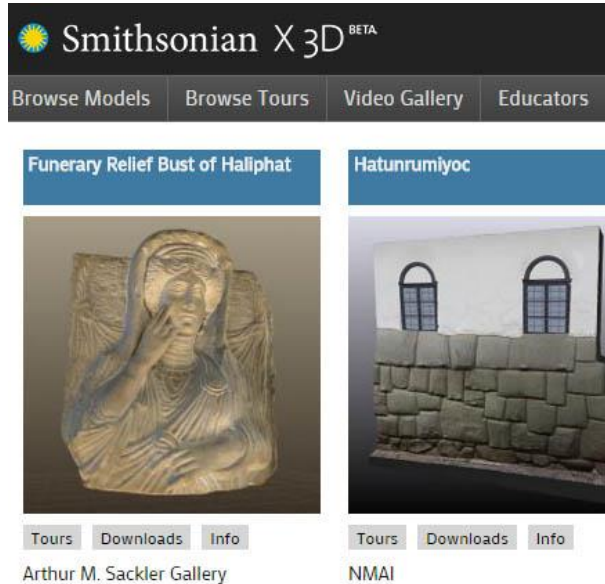 Smithsonian X 3D BETA
Browse Models Browse Tours Video Gallery Educators
Funerary Relief Bust of Haliphat
Hatunrumiyoc
Tours Downloads Info
Arthur M. Sackler Gallery
Tours Downloads Info
NMAI